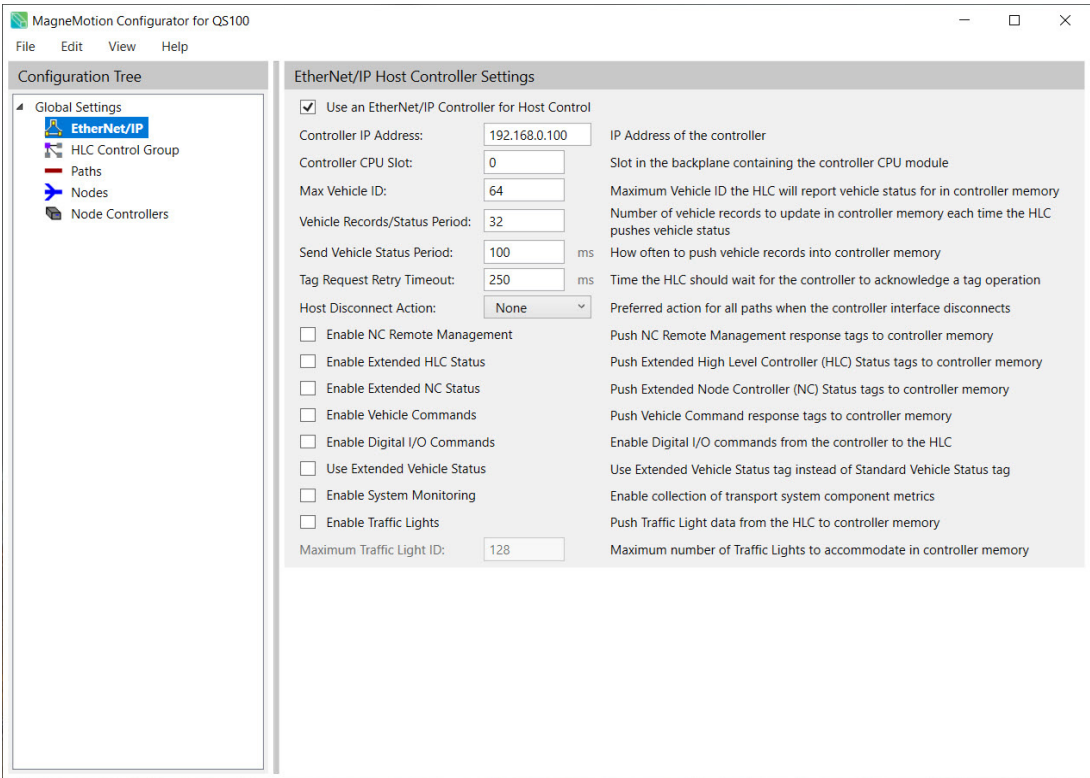 MagneMotion Configurator for QS100
File Edit View Help
Configuration Tree
Global Settings
EtherNet/IP
HLC Control Group
Paths
Nodes
Node Controllers
EtherNet/IP Host Controller Settings
Use an EtherNet/IP Controller for Host Control
Controller IP Address: 192.168.0.100 IP Address of the controller
Controller CPU Slot: 0 Slot in the backplane containing the controller CPU module
Max Vehicle ID: 64 Maximum Vehicle ID the HLC will report vehicle status for in controller memory
Vehicle Records/Status Period: 32 Number of vehicle records to update in controller memory each time the HLC
pushes vehicle status
Send Vehicle Status Period: 100 ms How often to push vehicle records into controller memory
Tag Request Retry Timeout: 250 ms Time the HLC should wait for the controller to acknowledge a tag operation
Host Disconnect Action: None Preferred action for all paths when the controller interface disconnects
Enable NC Remote Management Push NC Remote Management response tags to controller memory
Enable Extended HLC Status Push Extended High Level Controller (HLC) Status tags to controller memory
Enable Extended NC Status Push Extended Node Controller (NC) Status tags to controller memory
Enable Vehicle Commands Push Vehicle Command response tags to controller memory
Enable Digital I/O Commands Enable Digital I/O commands from the controller to the HLC
Use Extended Vehicle Status Use Extended Vehicle Status tag instead of Standard Vehicle Status tag
Enable System Monitoring Enable collection of transport system component metrics
Enable Traffic Lights Push Traffic Light data from the HLC to controller memory
Maximum Traffic Light ID: 128 Maximum number of Traffic Lights to accommodate in controller memory